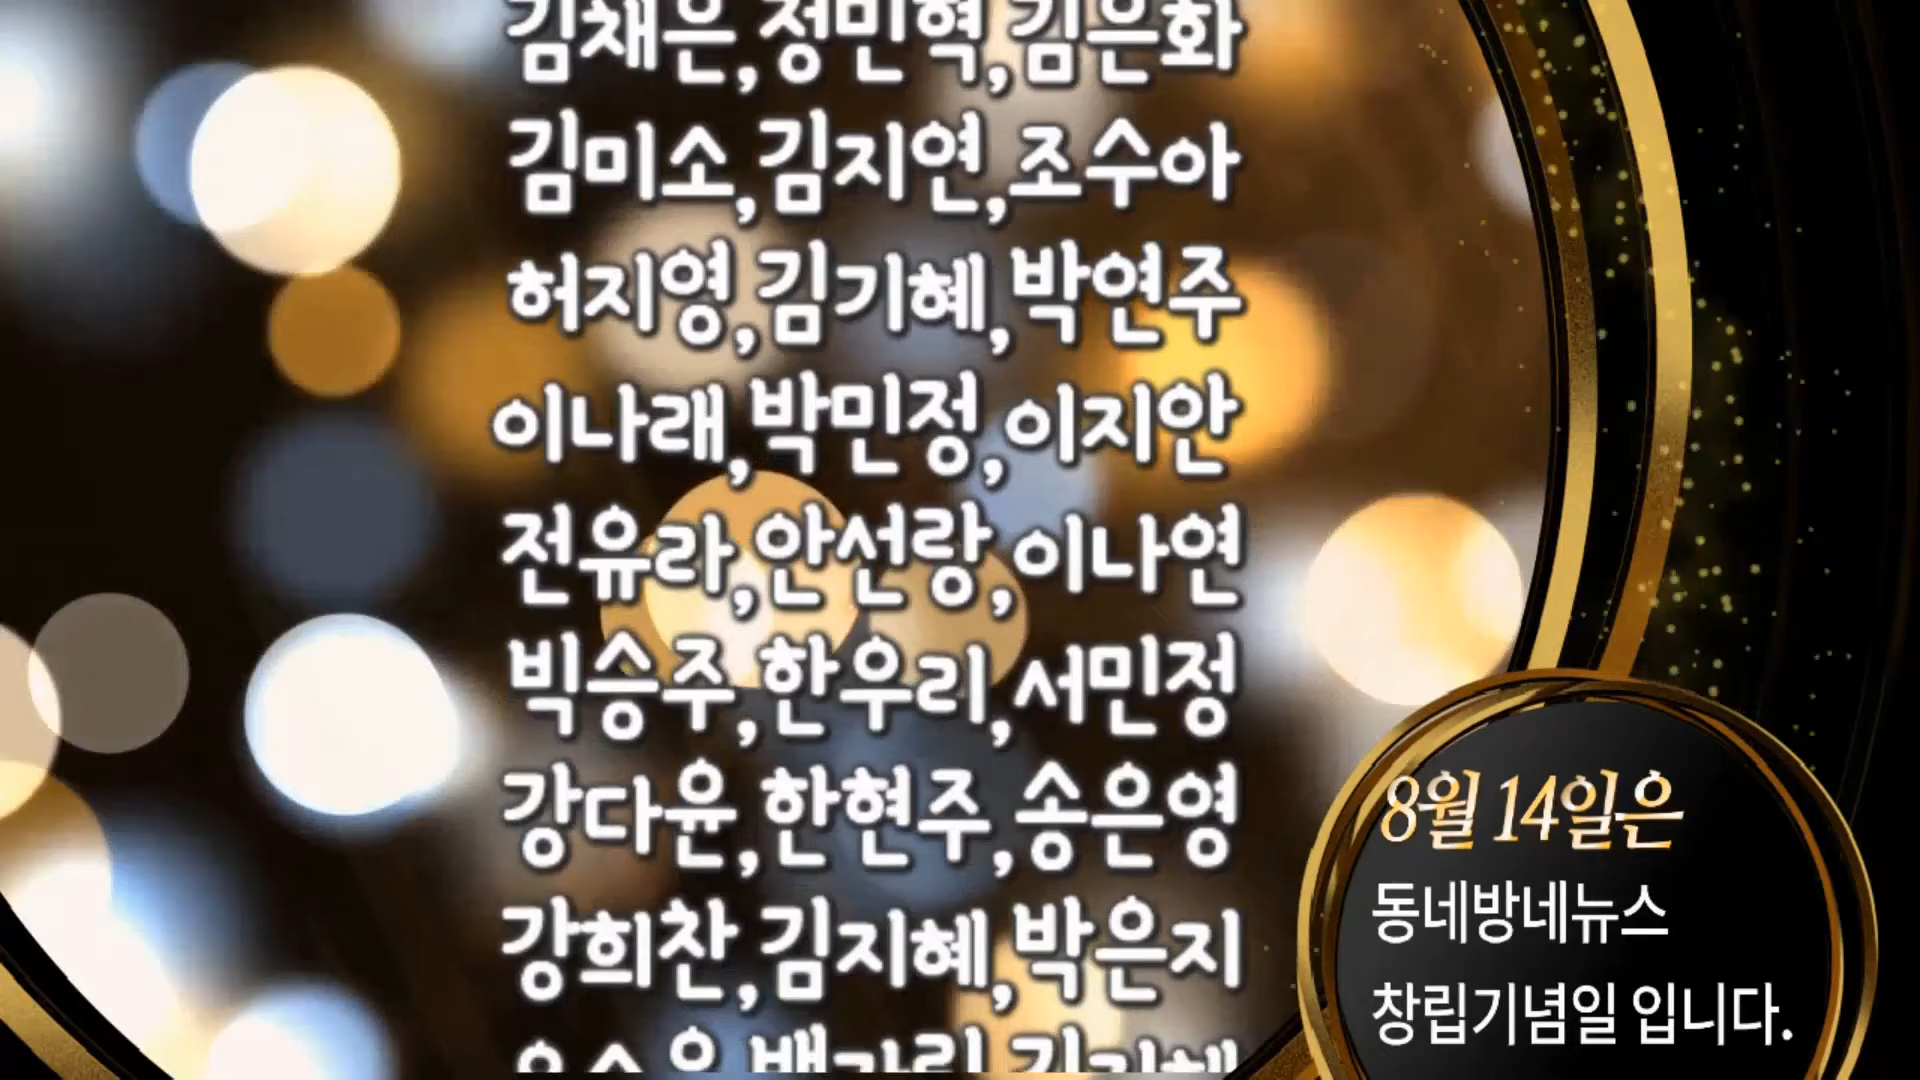 김채은,정민혁,김은화
김미소,김지연,조수아
허지영,김기혜,박연주
이나래,박민정,이지안
전유라,안선랑,이나연
빅승주,한우리,서민정
강다윤,한현주,송은영
강희찬,김지혜,박은지
8월 14일은
동네방네뉴스
창립기념일 입니다.